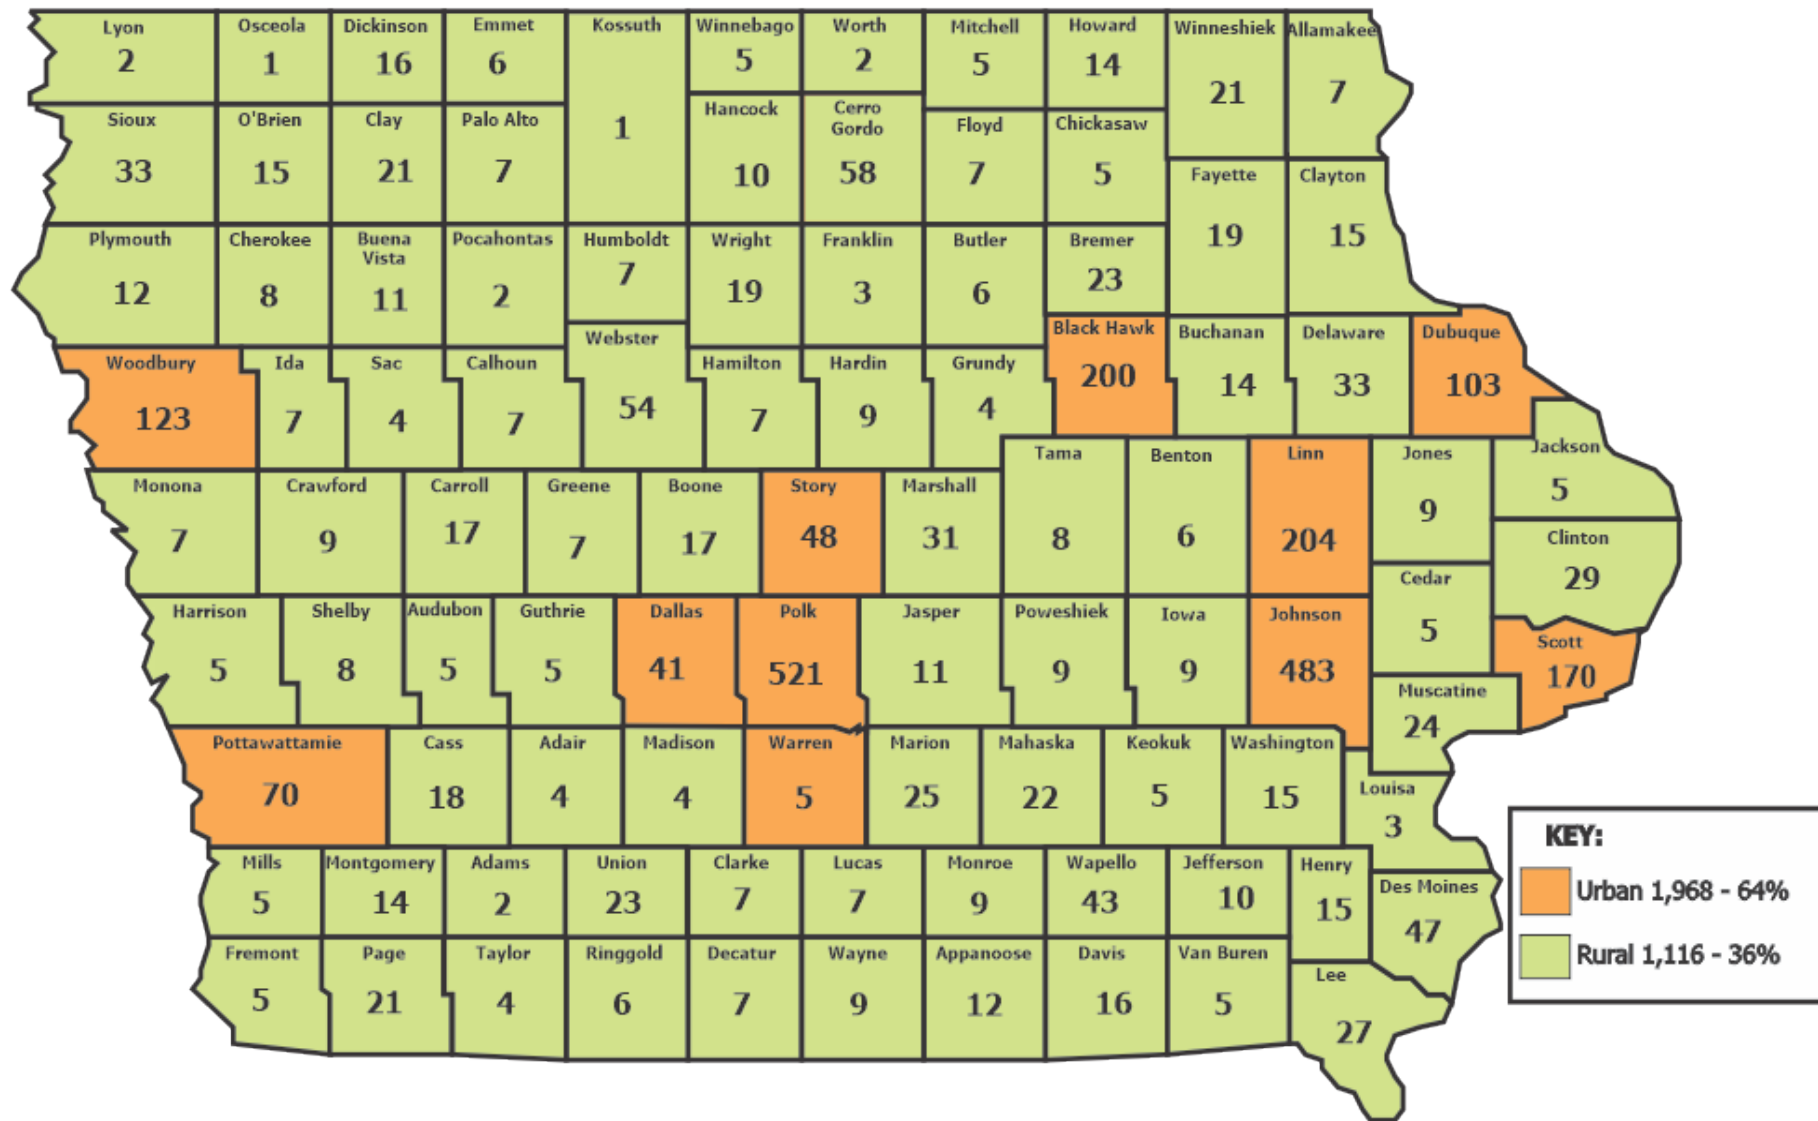 Lyon
2
Osceola
1
Dickinson
16
Emmet
6
Kossuth
1
Winnebago
5
Worth
2
Mitchell
5
Howard
14
Winneshiek
21
Allamakee
7
Sioux
33
O'Brien
15
Clay
21
Palo Alto
7
Hancock
10
Cerro
Gordo
58
Floyd
7
Chickasaw
5
Fayette
19
Clayton
15
Plymouth
12
Cherokee
8
Buena
Vista
11
Pocahontas
2
Humboldt
7
Wright
19
Franklin
3
Butler
6
Bremer
23
Woodbury
123
Ida
7
Sac
4
Calhoun
7
Webster
54
Hamilton
7
Hardin
9
Grundy
4
Black Hawk
200
Buchanan
14
Delaware
33
Dubuque
103
Monona
7
Crawford
9
Carroll
17
Greene
7
Boone
17
Story
48
Marshall
31
Tama
8
Benton
6
Linn
204
Jones
9
Jackson
5
Clinton
29
Cedar
5
Harrison
5
Shelby
8
Audubon
5
Guthrie
5
Dallas
41
Polk
521
Jasper
11
Poweshiek
9
Iowa
9
Johnson
483
Scott
170
Muscatine
24
Pottawattamie
70
Cass
18
Adair
4
Madison
4
Warren
5
Marion
25
Mahaska
22
Keokuk
5
Washington
15
Louisa
3
Mills
5
Montgomery
14
Adams
2
Union
23
Clarke
7
Lucas
7
Monroe
9
Wapello
43
Jefferson
10
Henry
15
Des Moines
47
Fremont
5
Page
21
Taylor
4
Ringgold
6
Decatur
7
Wayne
9
Appanoose
12
Davis
16
Van Buren
5
Lee
27
KEY:
Urban 1,968 - 64%
Rural 1,116 - 36%